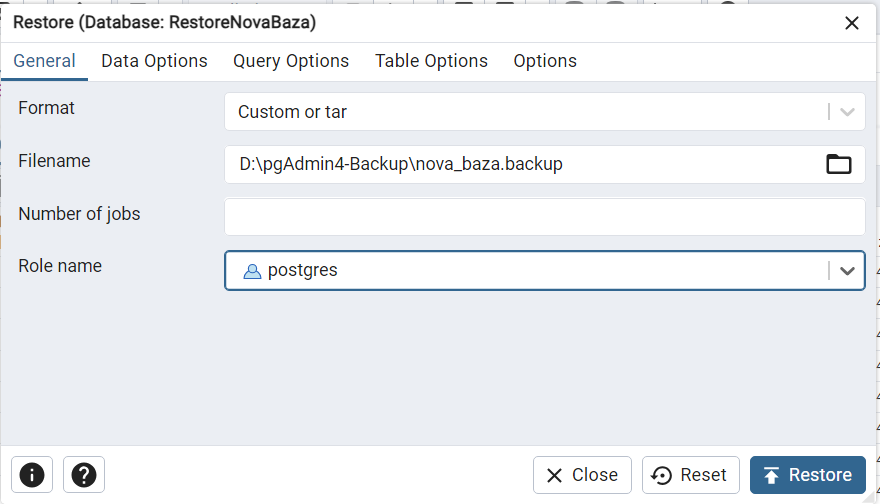 Restore (Database: RestoreNovaBaza)
General Data Options Query Options Table Options Options
Format Custom or tar
Filename D:\pgAdmin4-Backup\nova_baza.backup
Number of jobs
Role name postgres
Close Reset Restore